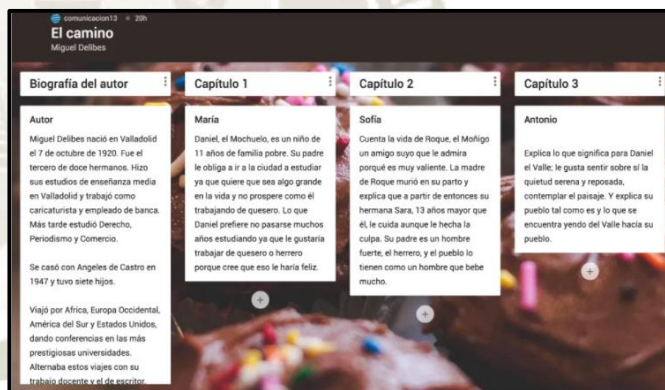 comunicacion13 • 20h
El camino
Miguel Delibes
Biografía del autor
Autor
Miguel Delibes nació en Valladolid
el 7 de octubre de 1920. Fue el
tercero de doce hermanos. Hizo
sus estudios de enseñanza media
en Valladolid y trabajo como
caricaturista y empleado de banca.
Más tarde estudió Derecho,
Periodismo y Comercio.
Se casó con Angeles de Castro en
1947 y tuvo siete hijos.
Viajó por Africa, Europa Occidental,
América del Sur y Estados Unidos,
dando conferencias en las más
prestigiosas universidades.
Alternaba estos viajes con su
trabajo docente y el de escritor.
Capítulo 1
María
Daniel, el Mochuelo, es un niño de
11 años de familia pobre. Su padre
le obliga a ir a la ciudad a estudiar
ya que quiere que sea algo grande
en la vida y no prospere como él
trabajando de quesero. Lo que
Daniel prefiere no pasarse muchos
años estudiando ya que le gustaría
trabajar de quesero o herrero
porque cree que eso le haría feliz.
Capítulo 2
Sofía
Cuenta la vida de Roque, el Moñigo
un amigo suyo que le admira
porqué es muy valiente. La madre
de Roque murió en su parto y
explica que a partir de entonces su
hermana Sara, 13 años mayor que
él, le cuida aunque le hecha la
culpa. Su padre es un hombre
fuerte, el herrero, y el pueblo lo
tienen como un hombre que bebe
mucho.
Capítulo 3
Antonio
Explica lo que significa para Daniel
el Valle; le gusta sentir sobre sí la
quietud serena y reposada,
contemplar el paisaje. Y explica su
pueblo tal como es y lo que se
encuentra yendo del Valle hacía su
pueblo.